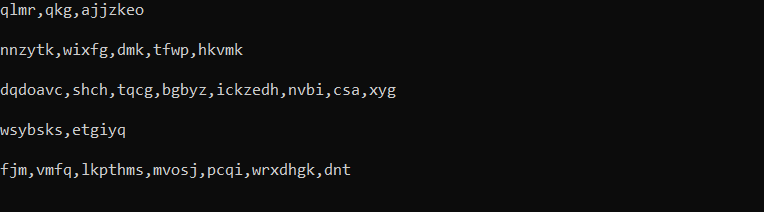 qlmr,qkg,ajjzkeo
nnzytk,wixfg,dmk,tfwp,hkvmk
dqdoavc,shch,tqcg,bgbyz,ickzedh,nvbi,csa,xyg
wsybsks,etgiyq
fjm,vmfq,lkpthms,mvosj,pcqi,wrxdhgk,dnt